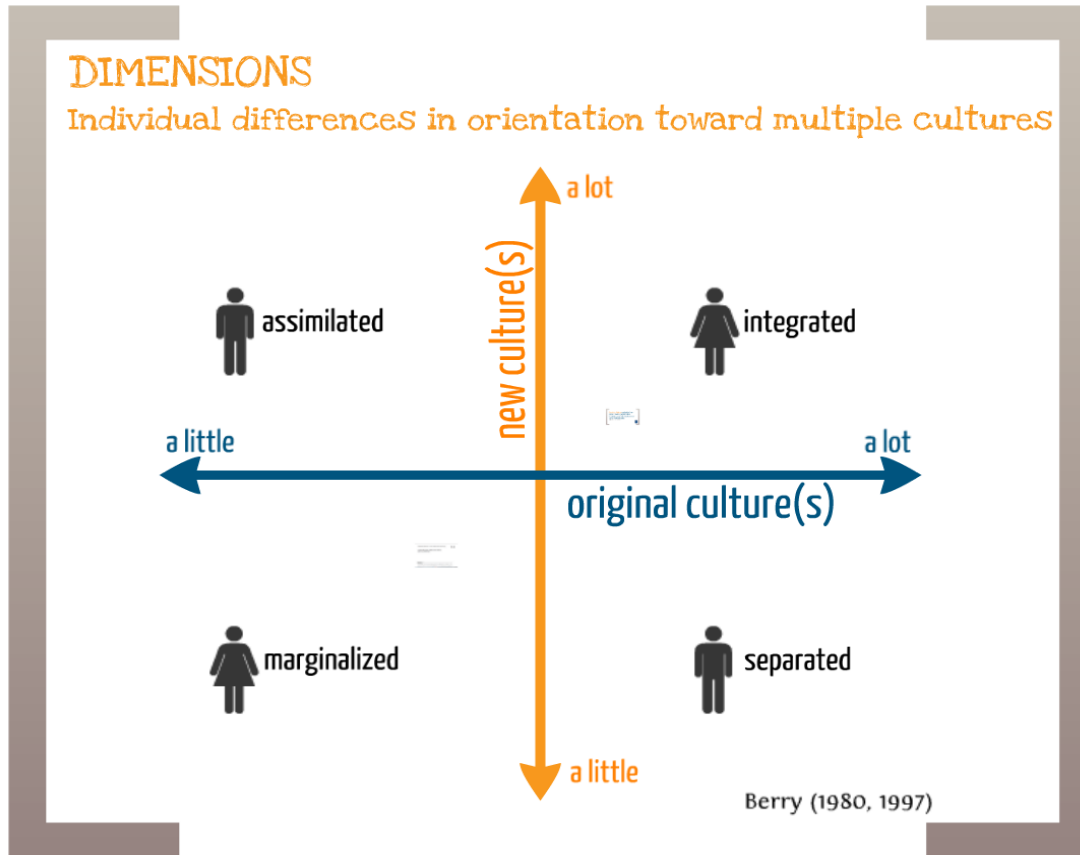 DIMENSIONS
Individual differences in orientation toward multiple cultures
a lot
new culture(s)
assimilated
integrated
a little
a lot
original culture(s)
marginalized
separated
a little
Berry (1980, 1997)